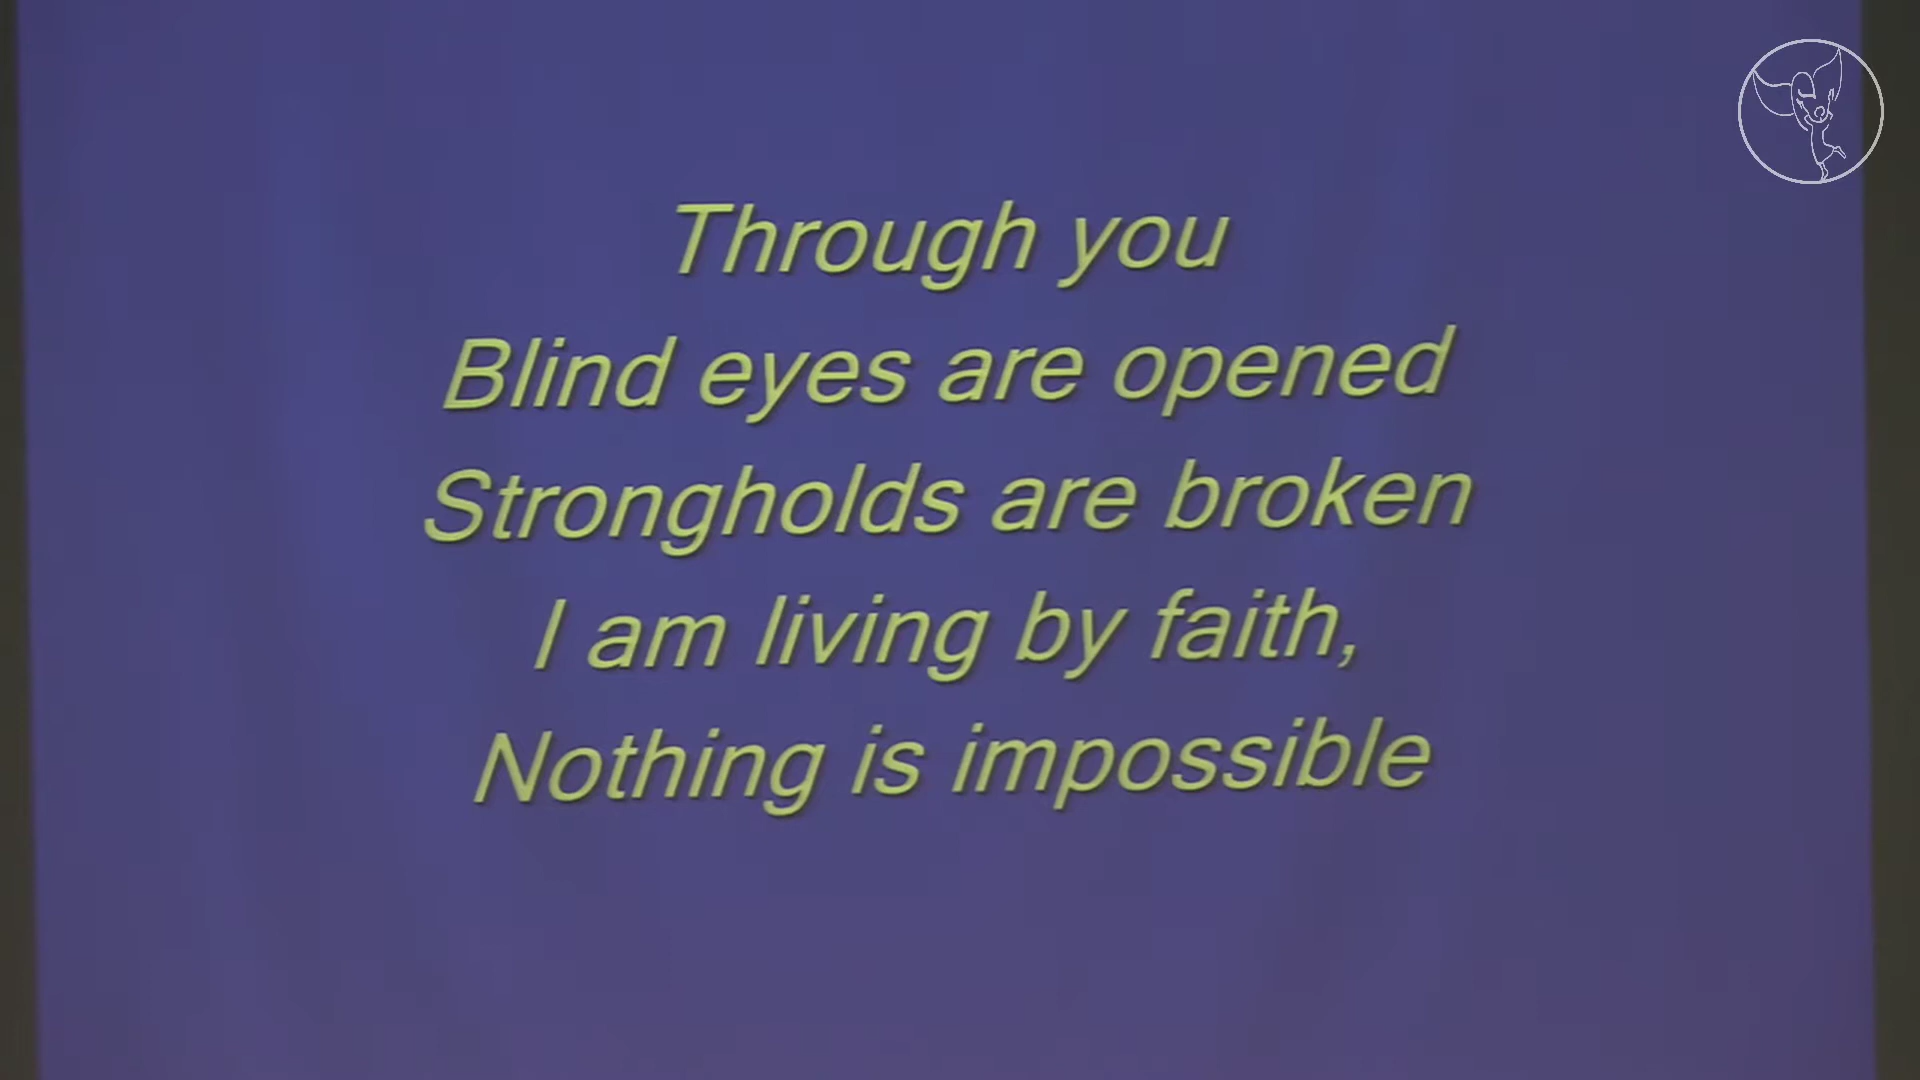 Through you
Blind eyes are opened
Strongholds are broken
I am living by faith,
Nothing is impossible